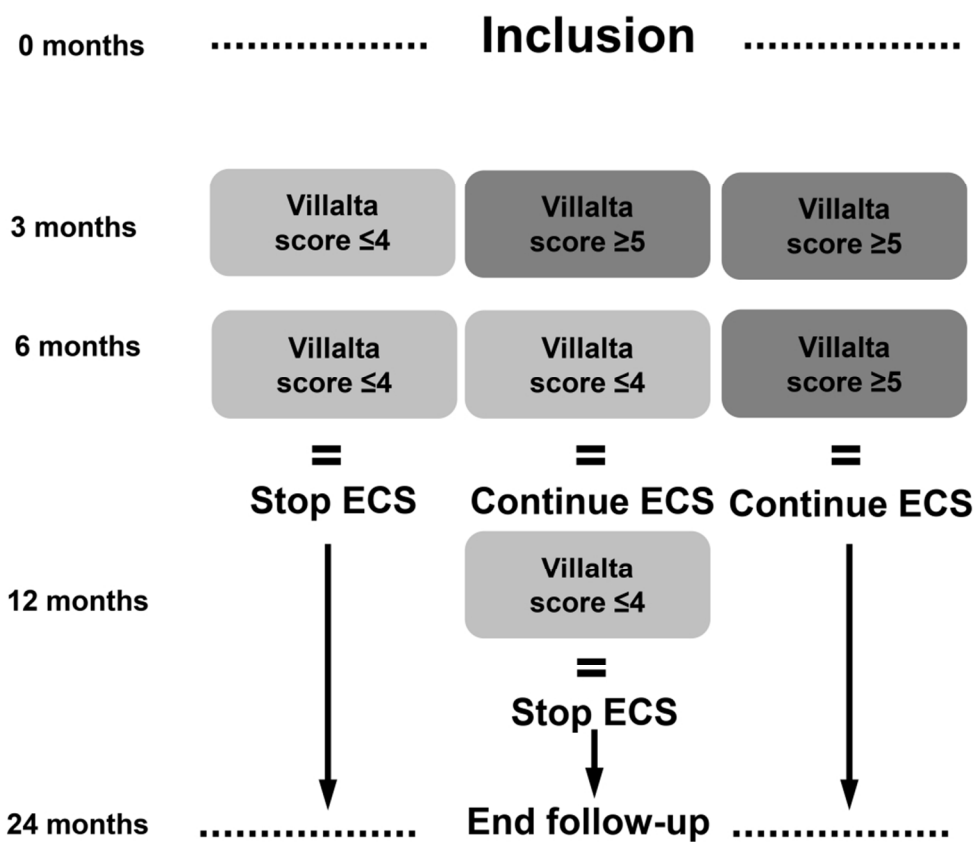 0 months
Inclusion
3 months
Villalta
score ≤4
Villalta
score ≥5
Villalta
score ≥5
6 months
Villalta
score ≤4
Villalta
score ≤4
Villalta
score ≥5
=
=
=
Stop ECS
Continue ECS
Continue ECS
12 months
Villalta
score ≤4
=
Stop ECS
24 months
End follow-up